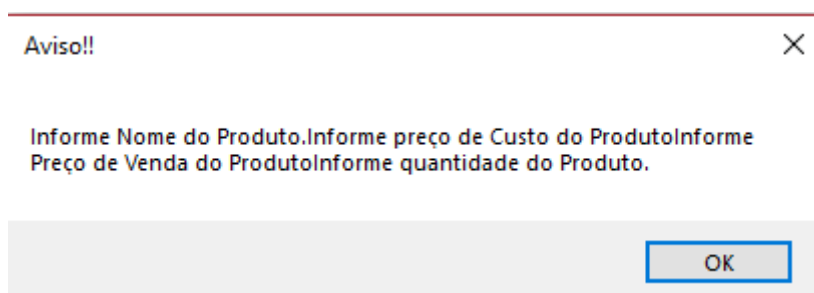 Aviso!!
Informe Nome do Produto.Informe preço de Custo do ProdutoInforme
Preço de Venda do ProdutoInforme quantidade do Produto.
OK